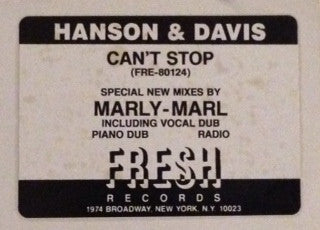 HANSON & DAVIS
CAN'T STOP
(FRE-80124)
SPECIAL NEW MIXES BY
MARLY-MARL
INCLUDING VOCAL DUB
PIANO DUB RADIO
FRESH
RECORDS
1974 BROADWAY, NEW YORK, N.Y 10023